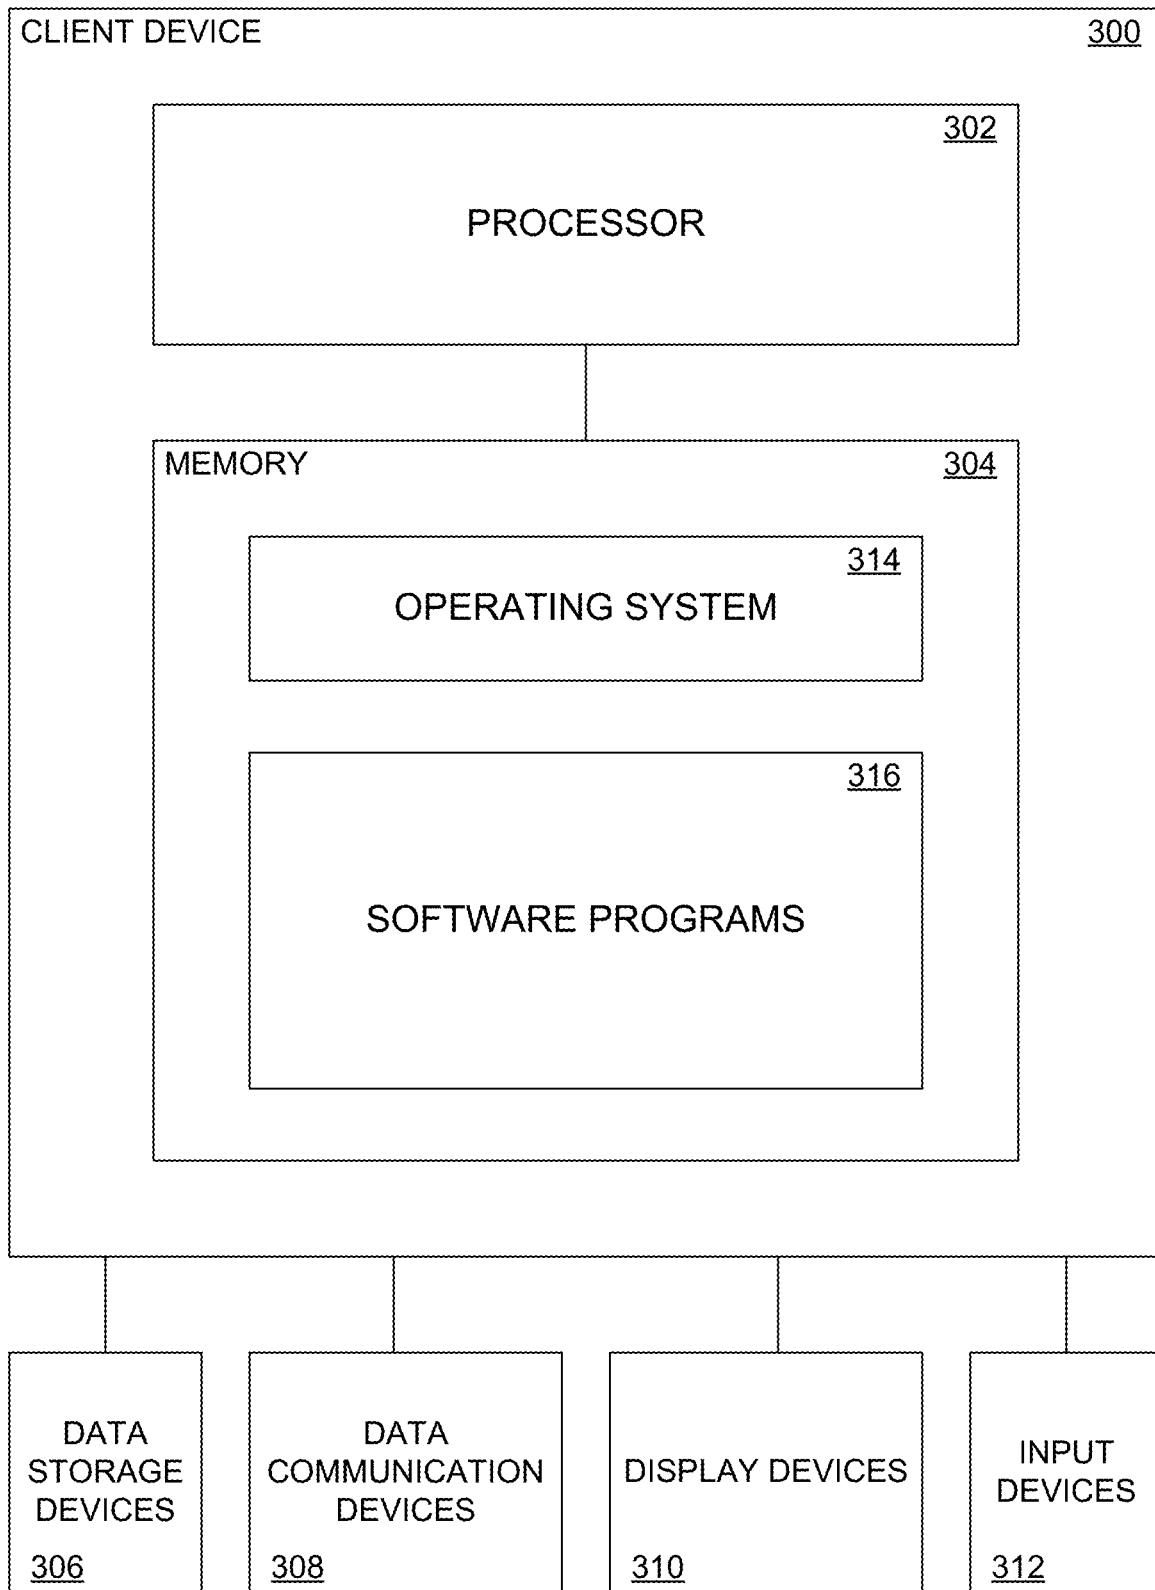 CLIENT DEVICE
300
302
PROCESSOR
MEMORY
304
314
OPERATING SYSTEM
316
SOFTWARE PROGRAMS
DATA
STORAGE
DEVICES
306
DATA
COMMUNICATION
DEVICES
308
DISPLAY DEVICES
310
INPUT
DEVICES
312